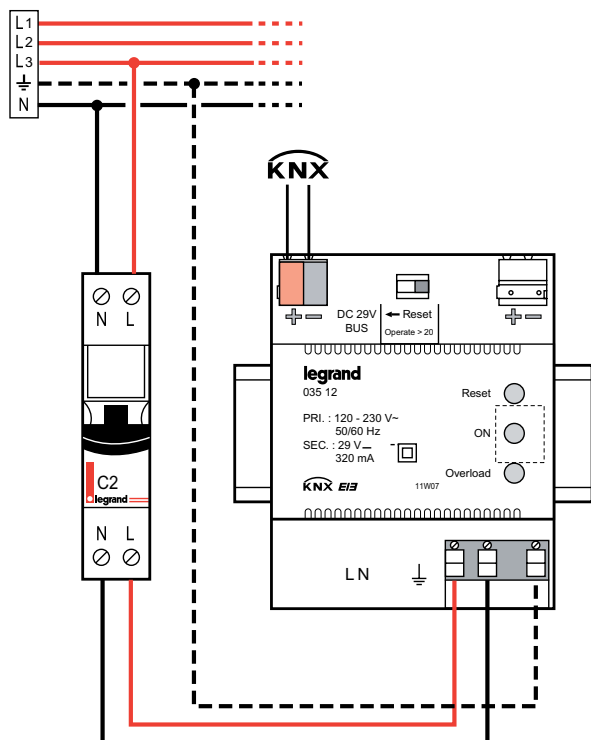 L1
L2
L3
N
KNX
N L
C2
legrand
N L
+ −
DC 29V
BUS
← Reset
Operate > 20
+ −
legrand
035 12
PRI. : 120 - 230 V~
50/60 Hz
SEC. : 29 V⎓
320 mA
KNX EIB
11W07
Reset
ON
Overload
L N